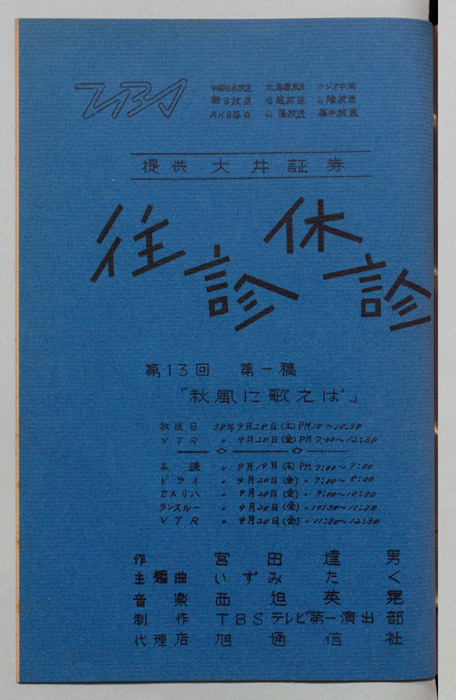 TBS
中部日本放送 北海道放送 ラジオ中国
朝日放送 信越放送 山陰放送
RKB毎日 山陽放送 福井放送
提供 大井証券
往診 休診
第13回 第一稿
「秋風に歌えば」
放送日 38年9月28日(土)PM10〜10.30
VTR 〃 9月20日(金)PM7:00〜12:30
本読 〃 9月19日(木)PM3:00〜7:00
ドライ 〃 9月20日(金) 〃 7:00〜8:00
カメリハ 〃 9月20日(金) 〃 9:00〜10:30
ランスルー 〃 9月20日(金) 〃 10:30〜11:30
VTR 〃 9月20日(金) 〃 11:30〜12:30
作 宮田達男
主題曲 いずみたく
音楽 西垣英晃
制作 TBSテレビ第一演出部
代理店 旭通信社